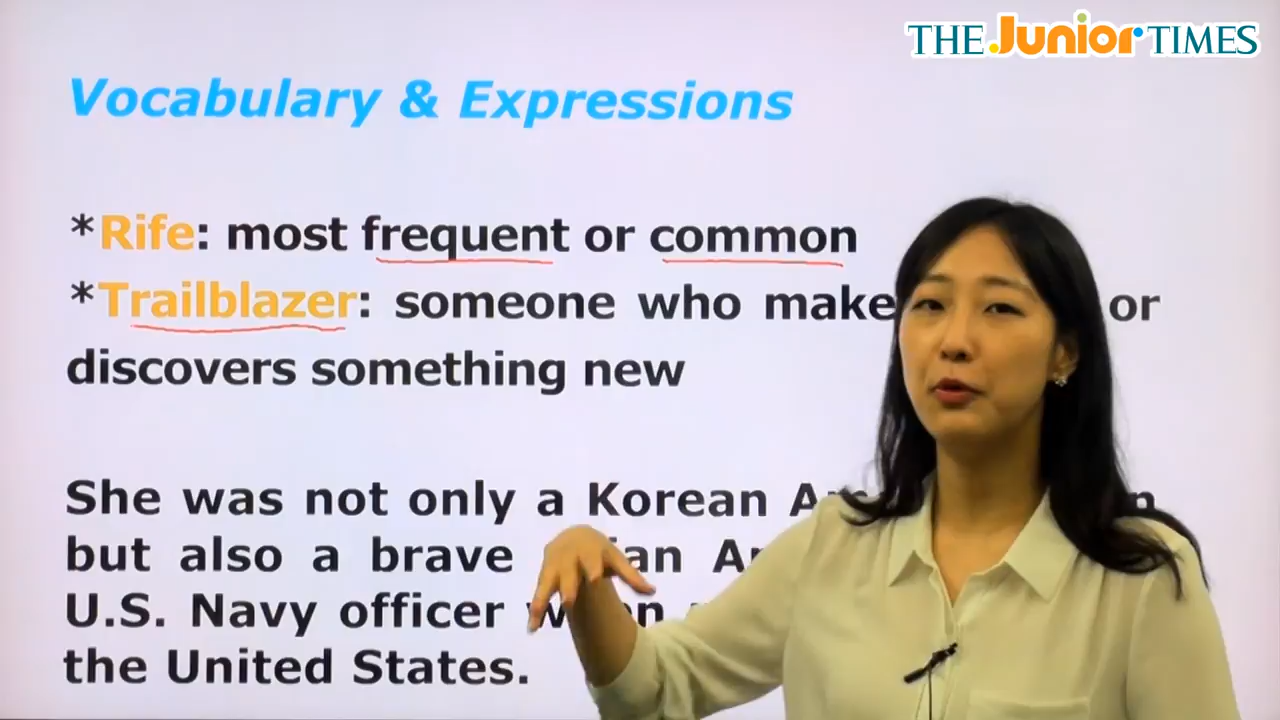 THE Junior TIMES
Vocabulary & Expressions
*Rife: most frequent or common
*Trailblazer: someone who make or
discovers something new
She was not only a Korean
but also a brave
U.S. Navy officer
the United States.